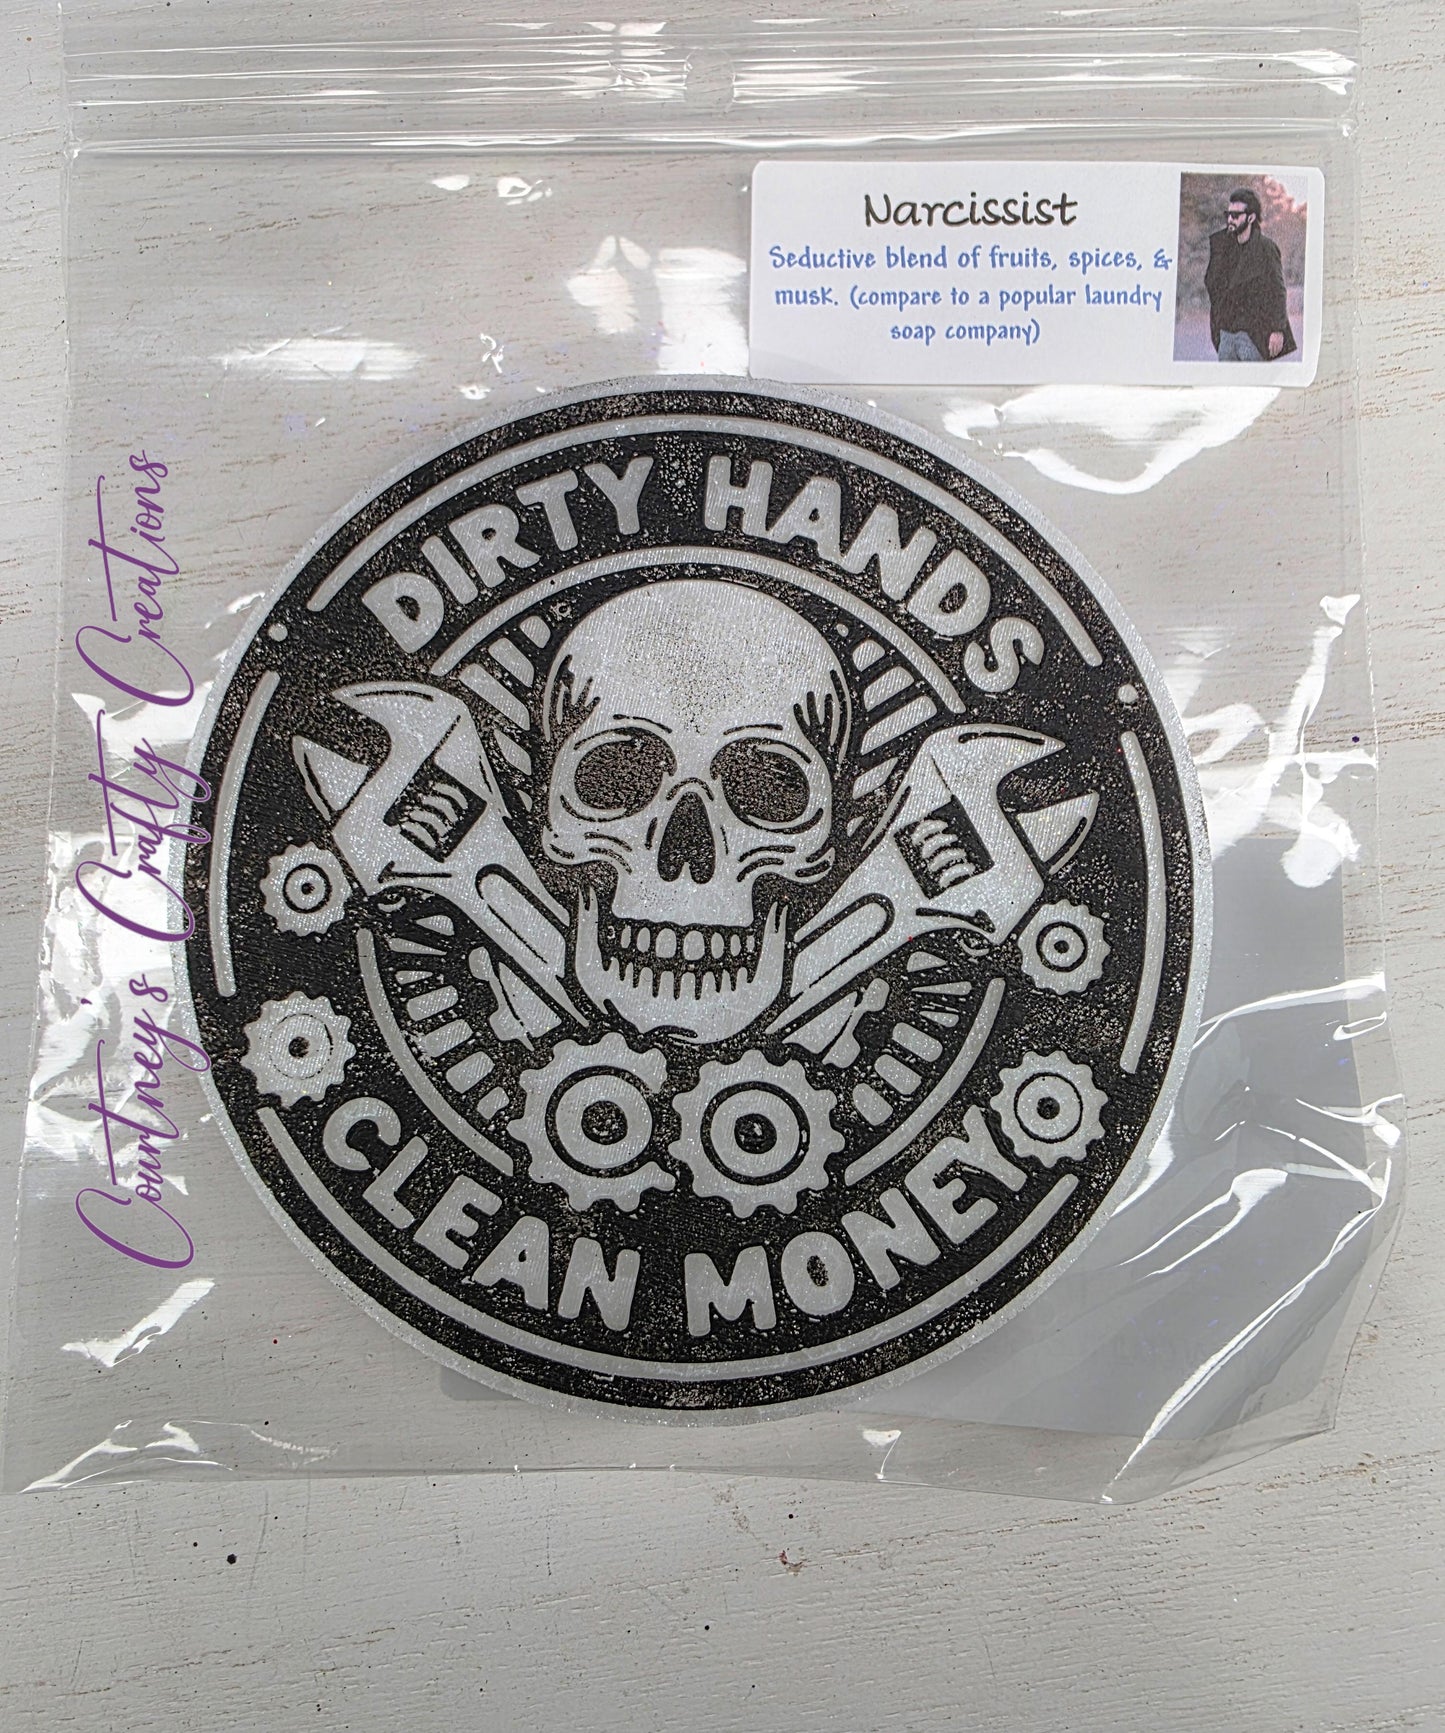 Narcissist
Seductive blend of fruits, spices, &
musk. (compare to a popular laundry
soap company)
DIRTY HANDS
CLEAN MONEY
Courtney's Crafty Creations